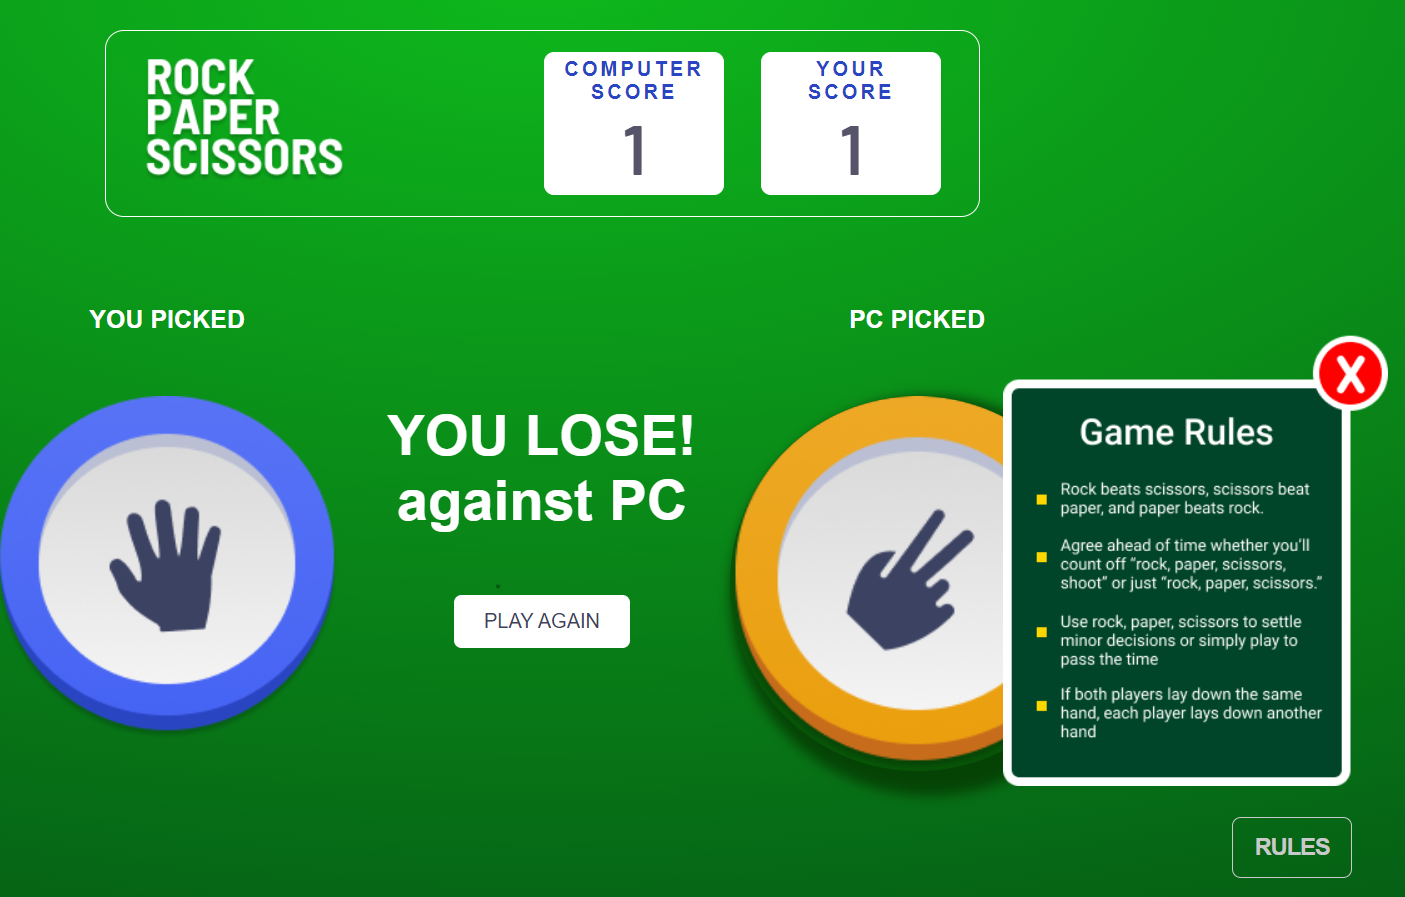 ROCK
PAPER
SCISSORS
COMPUTER
SCORE
1
YOUR
SCORE
1
YOU PICKED
PC PICKED
YOU LOSE!
against PC
PLAY AGAIN
X
Game Rules
Rock beats scissors, scissors beat
paper, and paper beats rock.
Agree ahead of time whether you'll
count off “rock, paper, scissors,
shoot” or just “rock, paper, scissors.”
Use rock, paper, scissors to settle
minor decisions or simply play to
pass the time
If both players lay down the same
hand, each player lays down another
hand
RULES